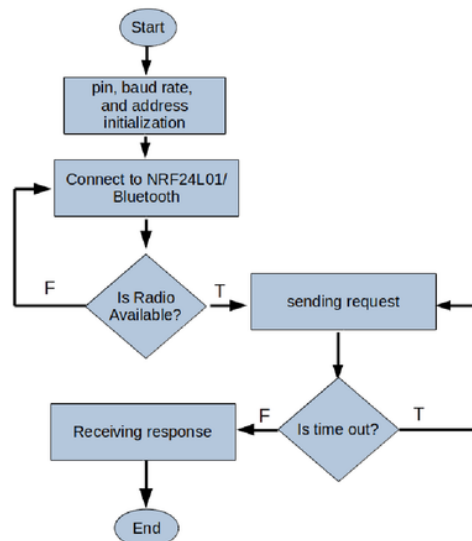 Start
pin, baud rate,
and address
initialization
Connect to NRF24L01/
Bluetooth
F
Is Radio
Available?
T
sending request
F
Is time out?
T
Receiving response
End